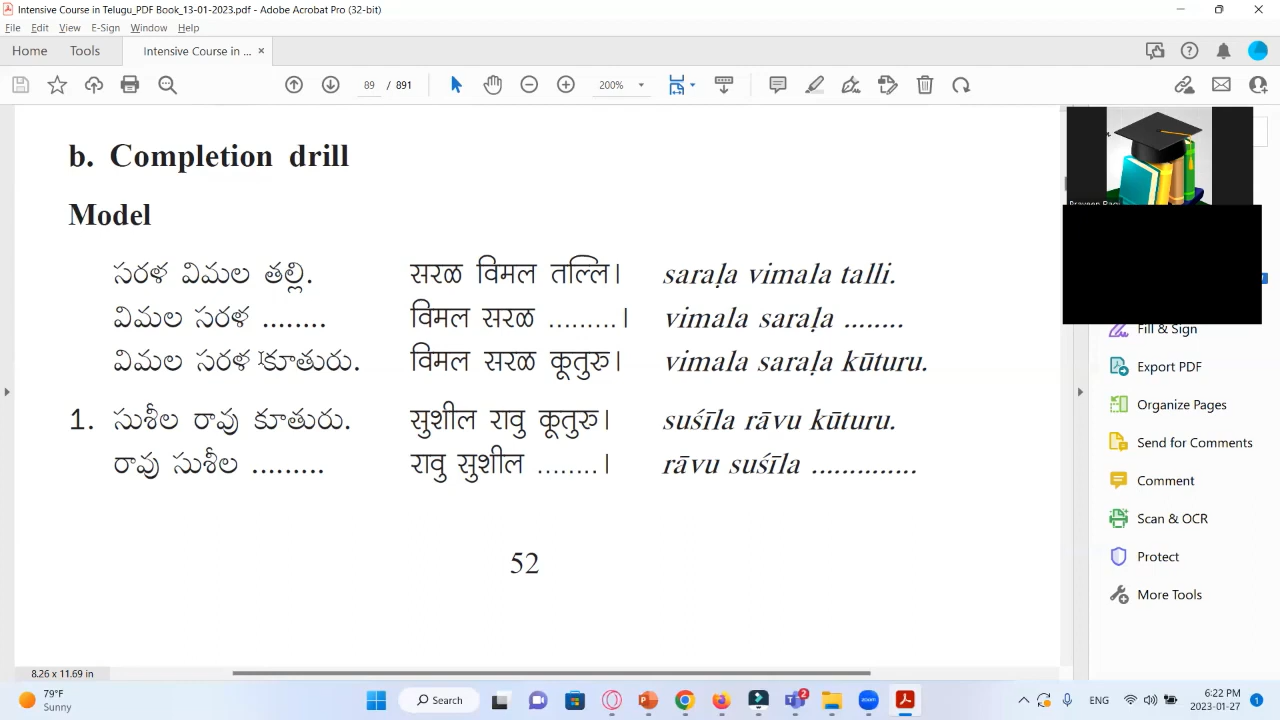 Intensive Course in Telugu_PDF Book_13-01-2023.pdf - Adobe Acrobat Pro (32-bit)
File Edit View E-Sign Window Help
Home Tools Intensive Course in ... ×
89 / 891 200%
b. Completion drill
Model
సరళ విమల తల్లి. सरळ विमल तल्लि। saraḷa vimala talli.
విమల సరళ ........ विमल सरळ .........। vimala saraḷa ........
విమల సరళ కూతురు. विमल सरळ कूतुरु। vimala saraḷa kūturu.
1. సుశీల రావు కూతురు. सुशील रावु कूतुरु। suśīla rāvu kūturu.
రావు సుశీల ......... रावु सुशील ........। rāvu suśīla .............
52
Fill & Sign
Export PDF
Organize Pages
Send for Comments
Comment
Scan & OCR
Protect
More Tools
8.26 x 11.69 in
79°F
Sunny
Search
2
zoom
ENG
6:22 PM
2023-01-27
1